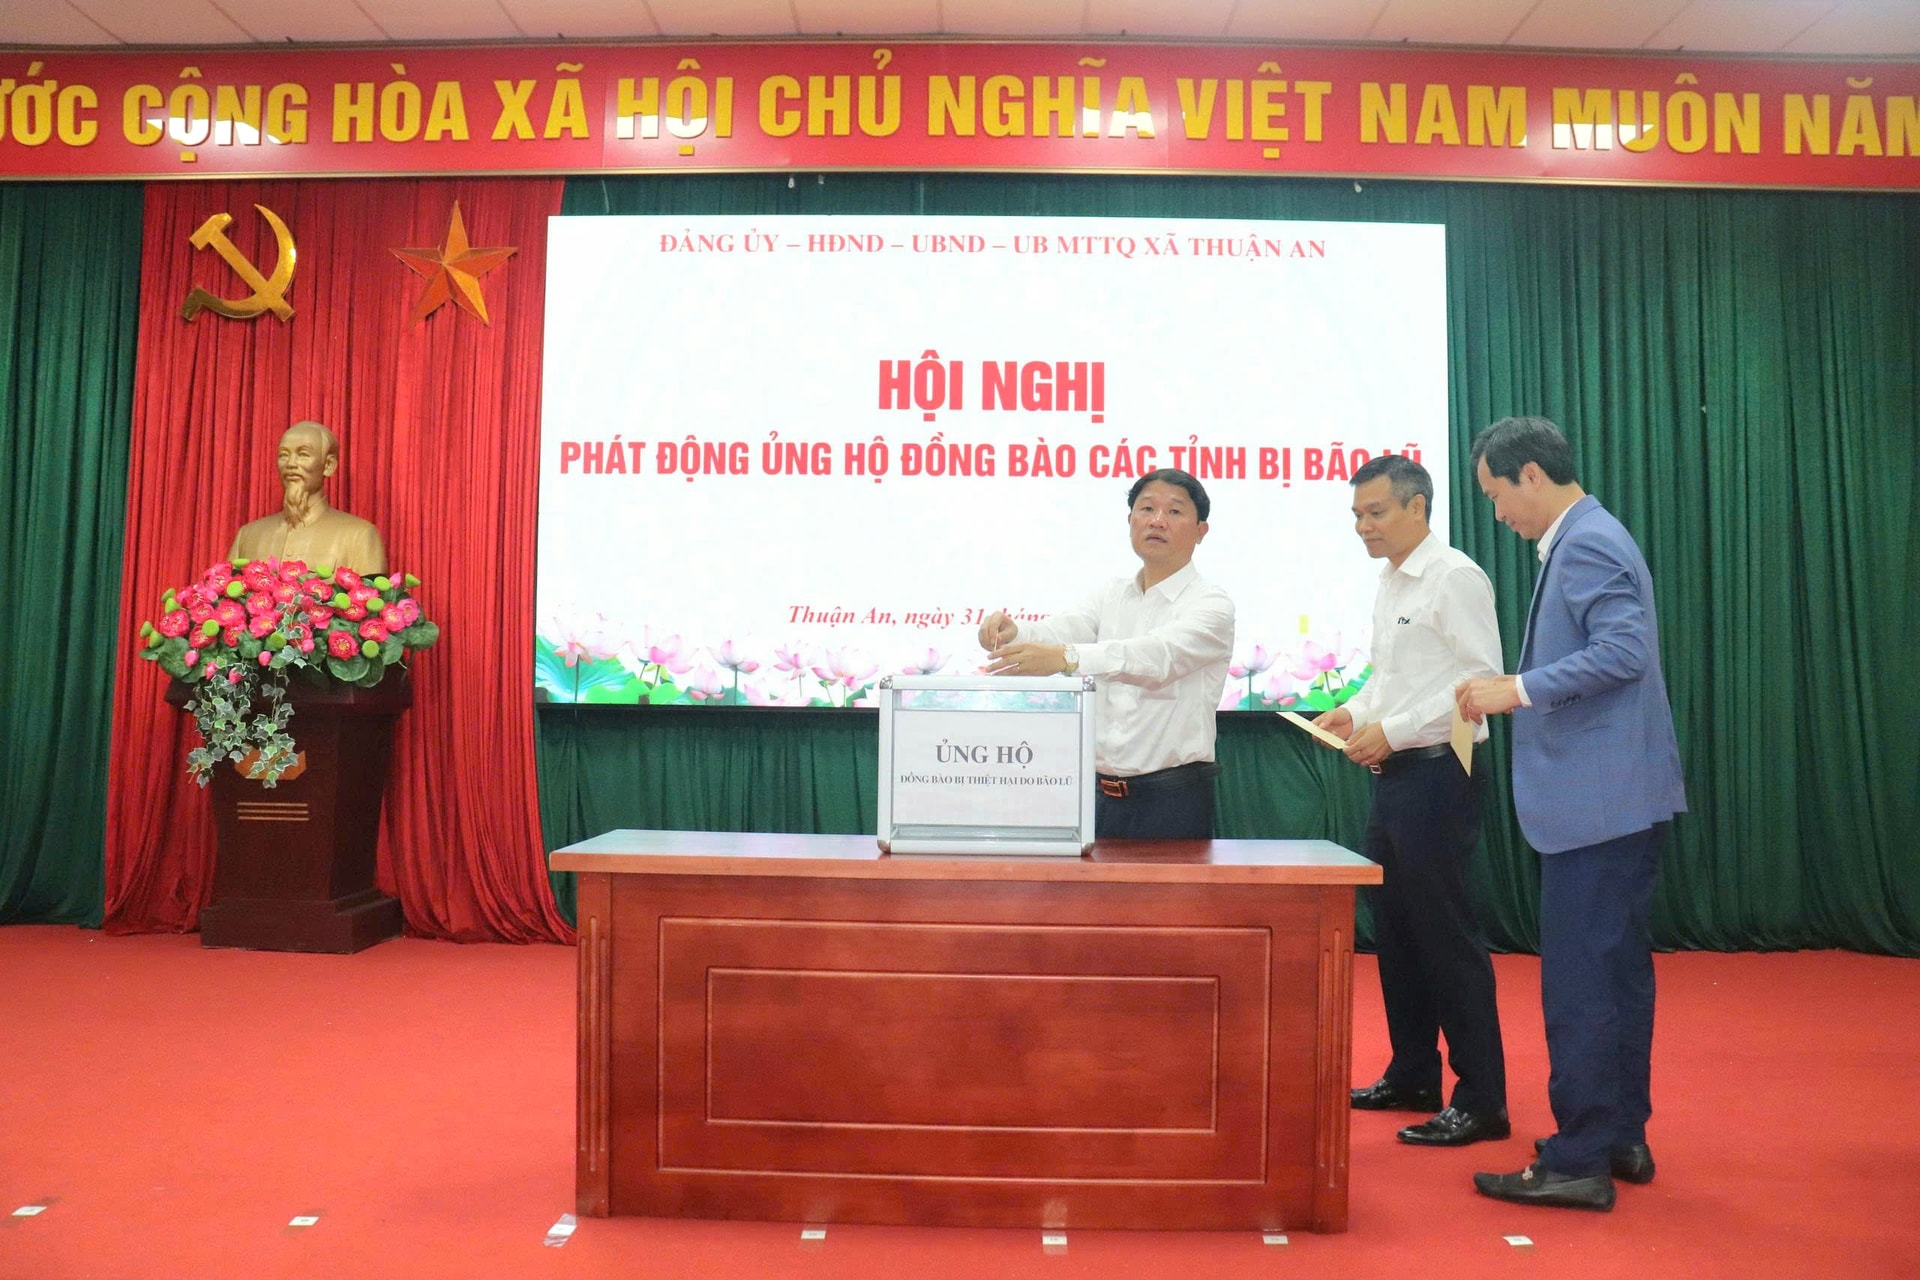 ƯỚC CỘNG HÒA XÃ HỘI CHỦ NGHĨA VIỆT NAM MUÔN NĂM
ĐẢNG ỦY – HĐND – UBND – UB MTTQ XÃ THUẬN AN
HỘI NGHỊ
PHÁT ĐỘNG ỦNG HỘ ĐỒNG BÀO CÁC TỈNH BỊ BÃO LŨ
Thuận An, ngày 31 tháng
ỦNG HỘ
ĐỒNG BÀO BỊ THIỆT HẠI DO BÃO LŨ